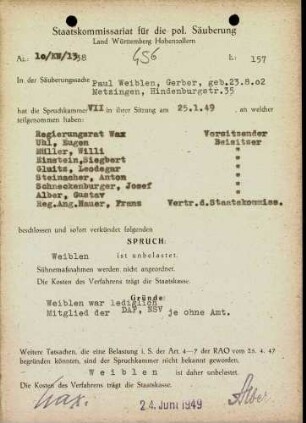 Staatskommissariat für die pol. Säuberung
Land Württemberg Hohenzollern
Az: 10/XW/1338 656 L: 157
In der Säuberungssache Paul Weiblen, Gerber, geb.23.8.02
Metzingen, Hindenburgstr.35
hat die Spruchkammer VII in ihrer Sitzung am 25.1.49 , an welcher
teilgenommen haben:
Regierungsrat Wax Vorsitzender
Uhl, Eugen Beisitzer
Müller, Willi "
Einstein,Siegbert "
Gluitz, Leodegar "
Steinacher, Anton "
Schneckenburger, Josef "
Alber, Gustav "
Reg.Ang.Hauer, Franz Vertr.d.Staatskommiss.
beschlossen und sofort verkündet folgenden
SPRUCH:
Weiblen ist unbelastet.
Sühnemaßnahmen werden nicht angeordnet.
Die Kosten des Verfahrens trägt die Staatskasse.
Gründe:
Weiblen war lediglich
Mitglied der DAF, NSV je ohne Amt.
Weitere Tatsachen, die eine Belastung i. S. der Art. 4–7 der RAO vom 25. 4. 47
begründen könnten, sind der Spruchkammer nicht bekannt geworden.
Weiblen ist daher unbelastet.
Die Kosten des Verfahrens trägt die Staatskasse.
Wax. 24. Juni 1949 Alber